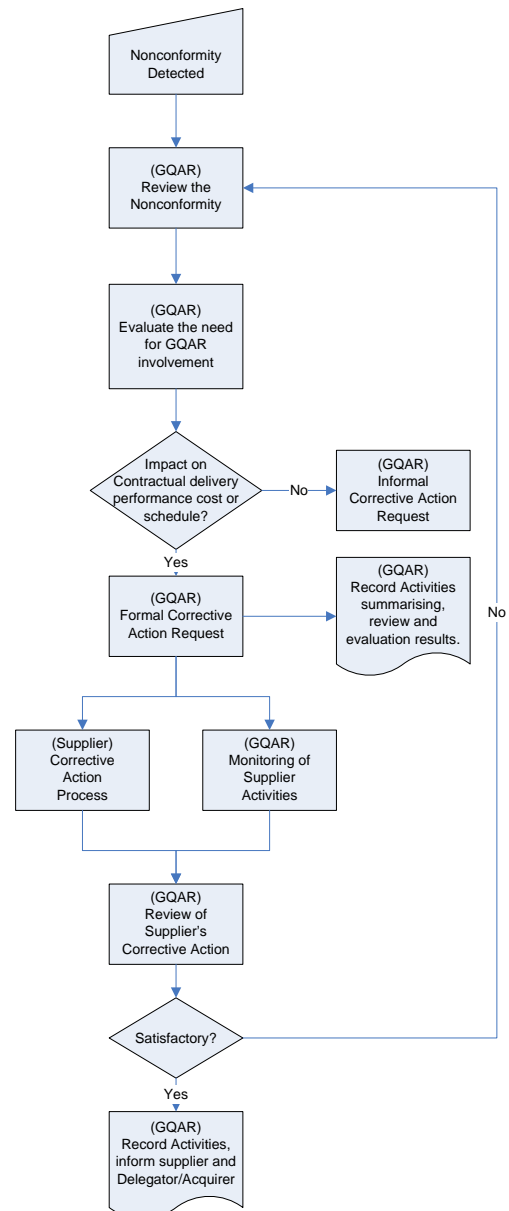 Nonconformity
Detected
(GQAR)
Review the
Nonconformity
(GQAR)
Evaluate the need
for GQAR
involvement
Impact on
Contractual delivery
performance cost or
schedule?
No
(GQAR)
Informal
Corrective Action
Request
Yes
(GQAR)
Formal Corrective
Action Request
(GQAR)
Record Activities
summarising,
review and
evaluation results.
No
(Supplier)
Corrective
Action
Process
(GQAR)
Monitoring of
Supplier
Activities
(GQAR)
Review of
Supplier's
Corrective Action
Satisfactory?
Yes
(GQAR)
Record Activities,
inform supplier and
Delegator/Acquirer